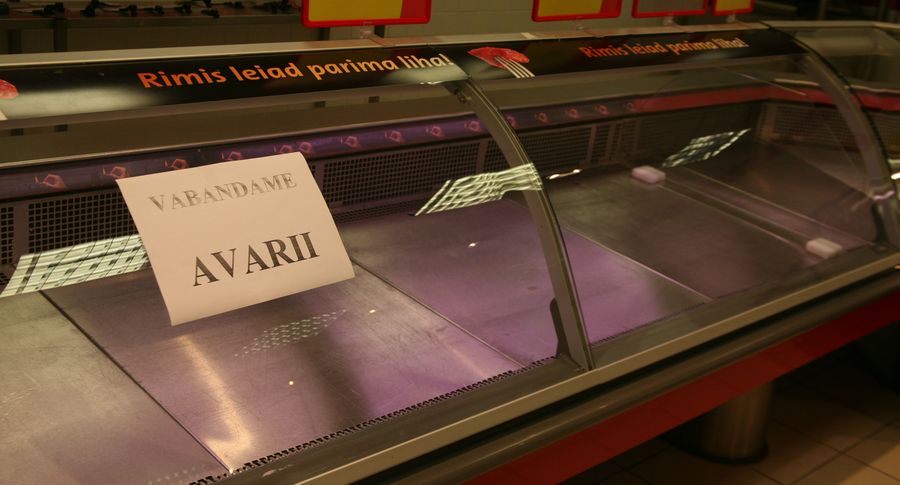 Rimis leiad parima liha!
Rimis leiad parima liha!
VABANDAME
AVARII